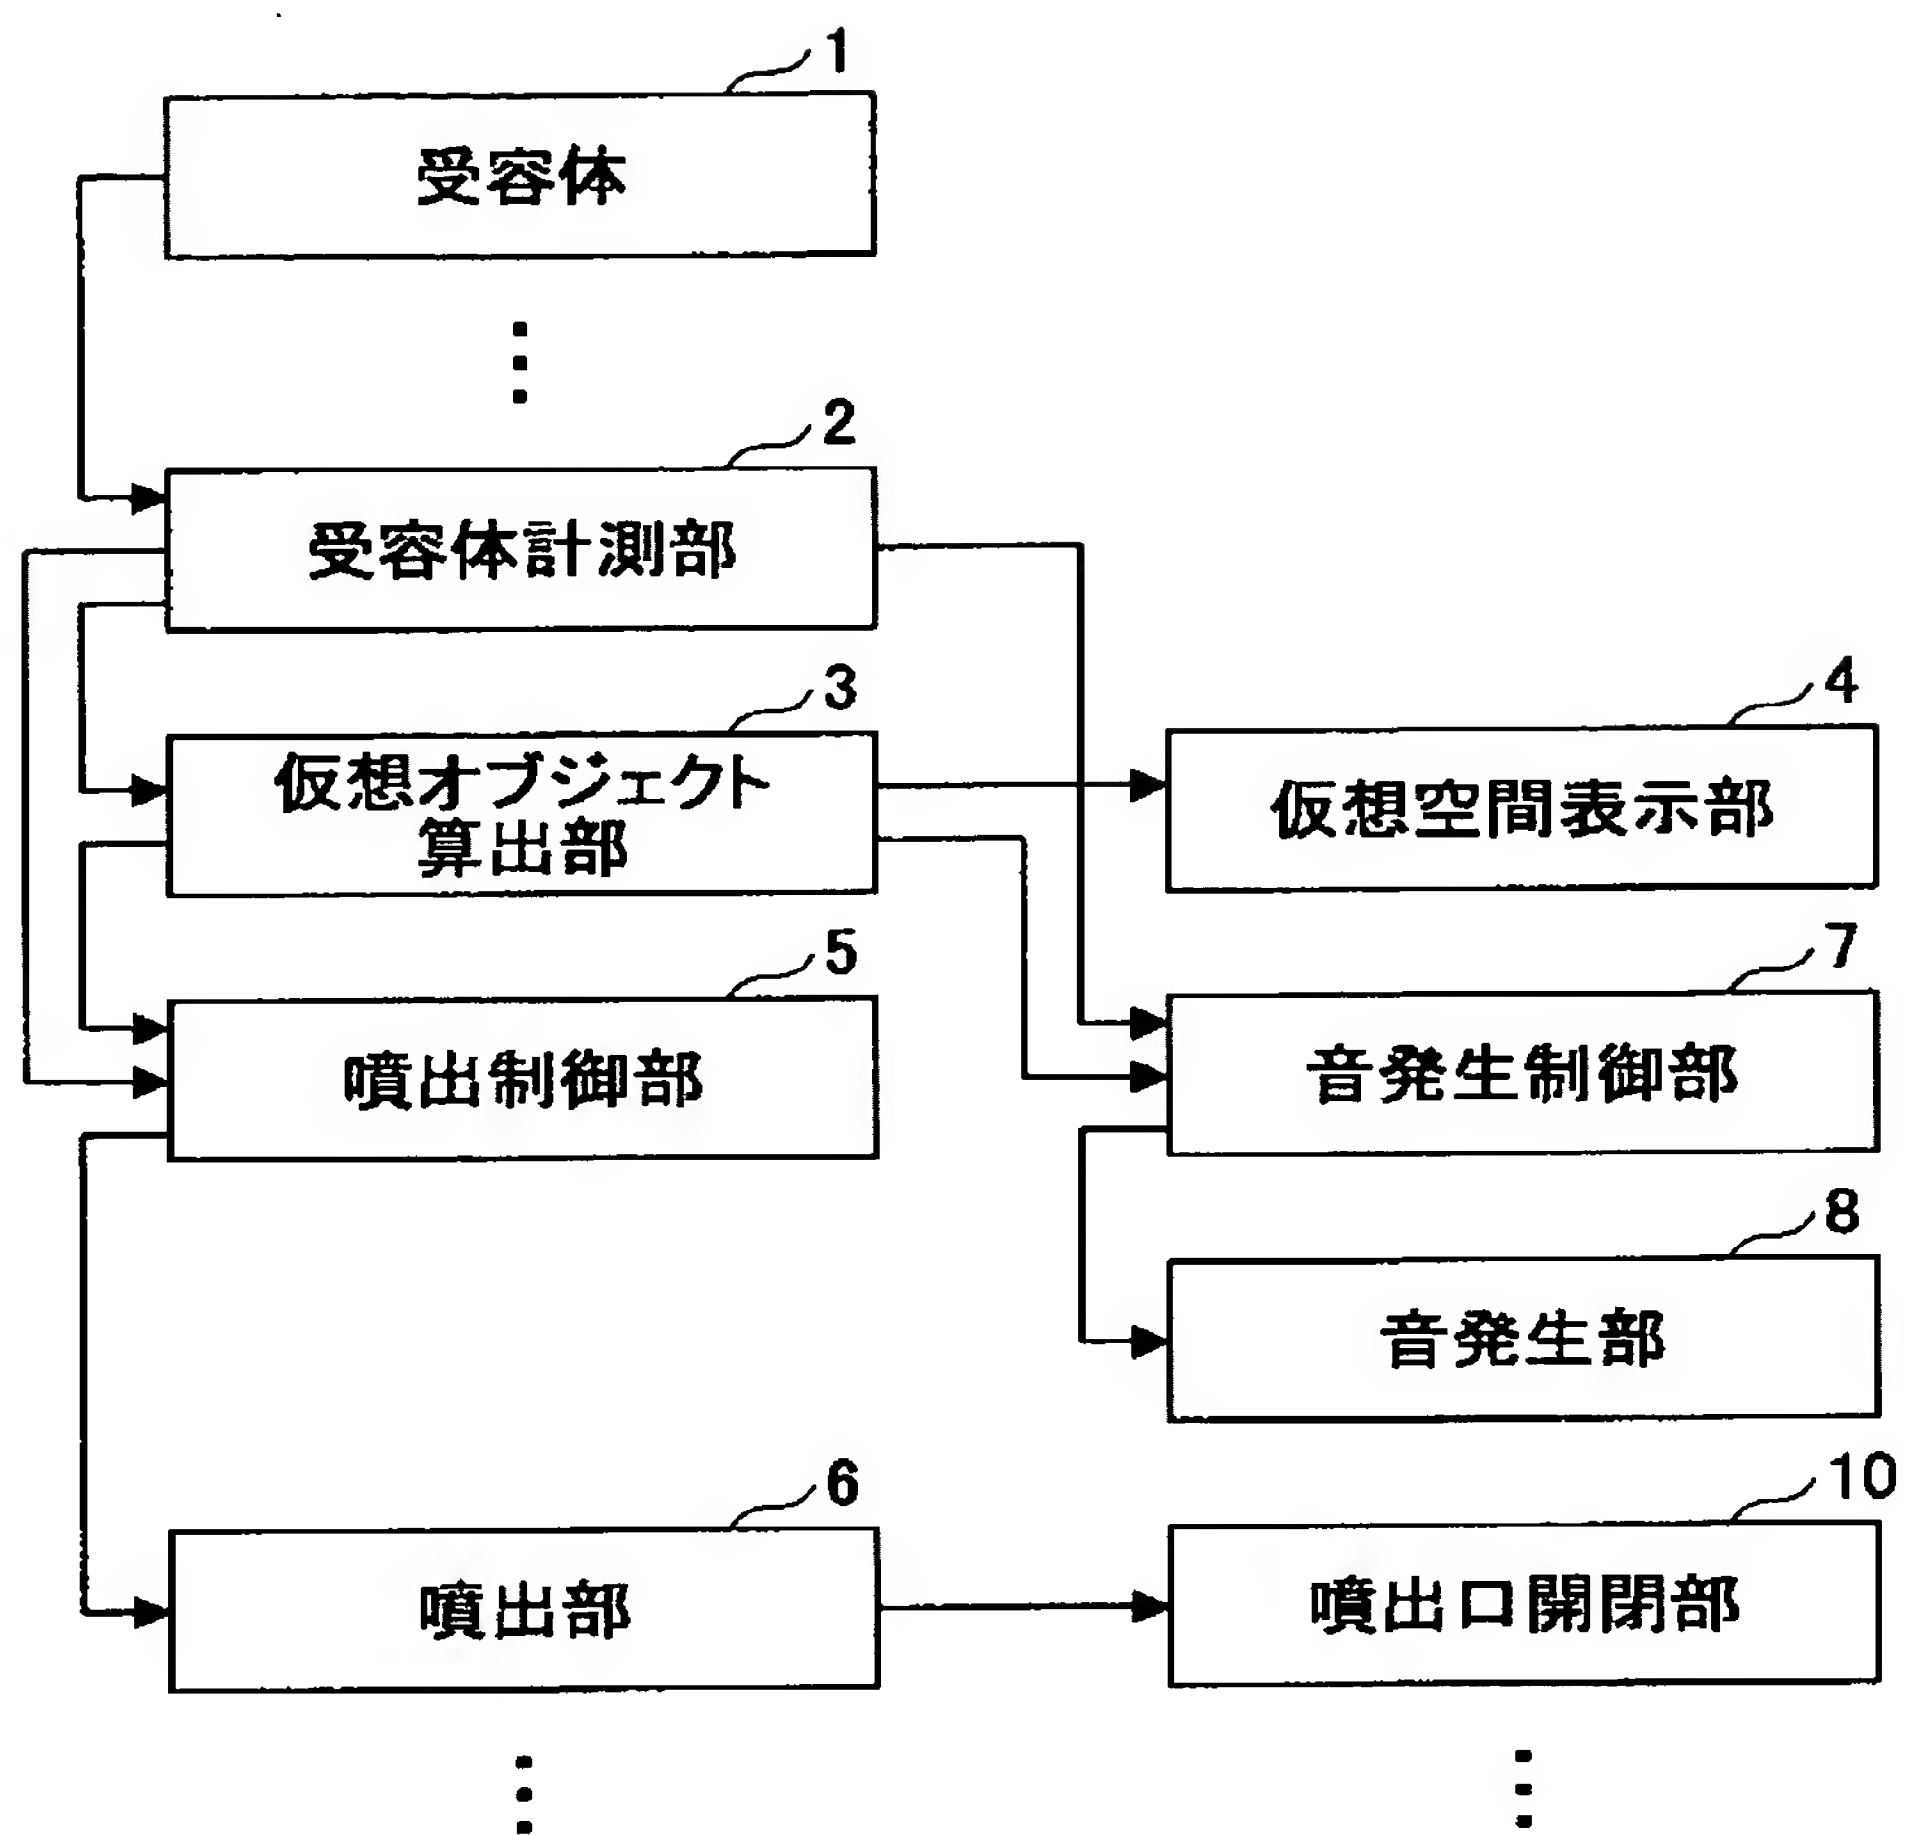 1
受容体
2
受容体計測部
3
仮想オブジェクト
算出部
4
仮想空間表示部
5
噴出制御部
7
音発生制御部
8
音発生部
6
噴出部
10
噴出口開閉部